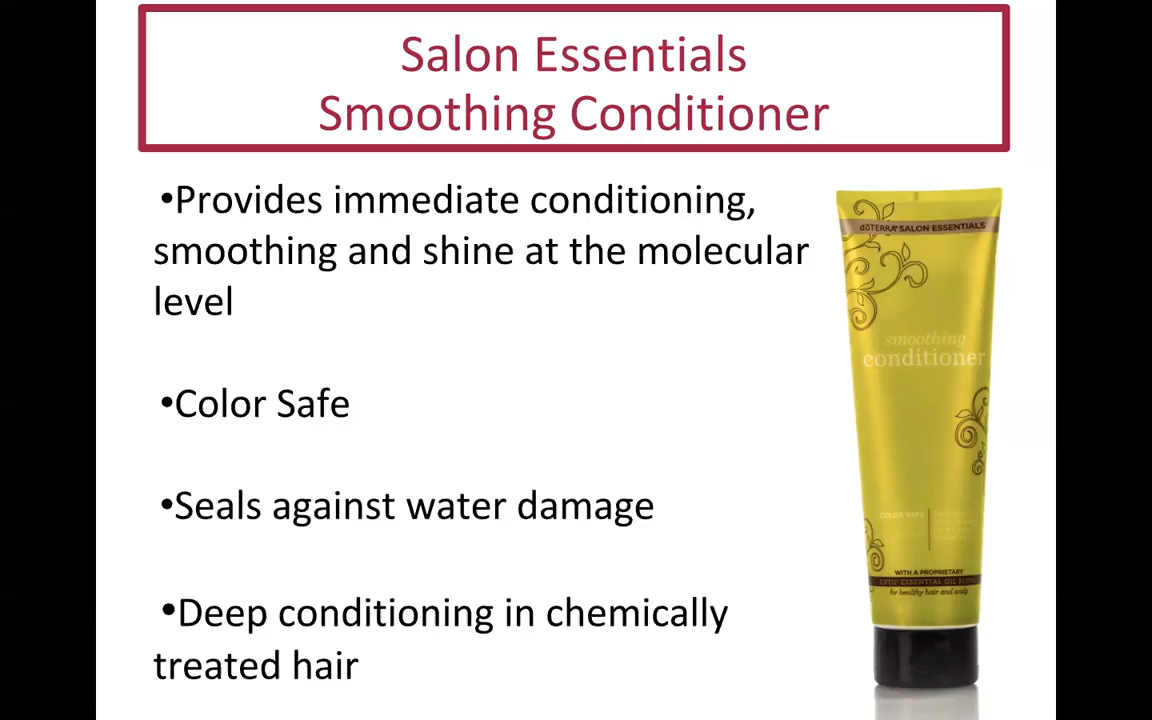 Salon Essentials
Smoothing Conditioner
•Provides immediate conditioning,
smoothing and shine at the molecular
level
•Color Safe
•Seals against water damage
•Deep conditioning in chemically
treated hair
dōTERRA® SALON ESSENTIALS
smoothing
conditioner
COLOR SAFE
WITH A PROPRIETARY
CPTG® ESSENTIAL OIL BLEND
for healthy hair and scalp